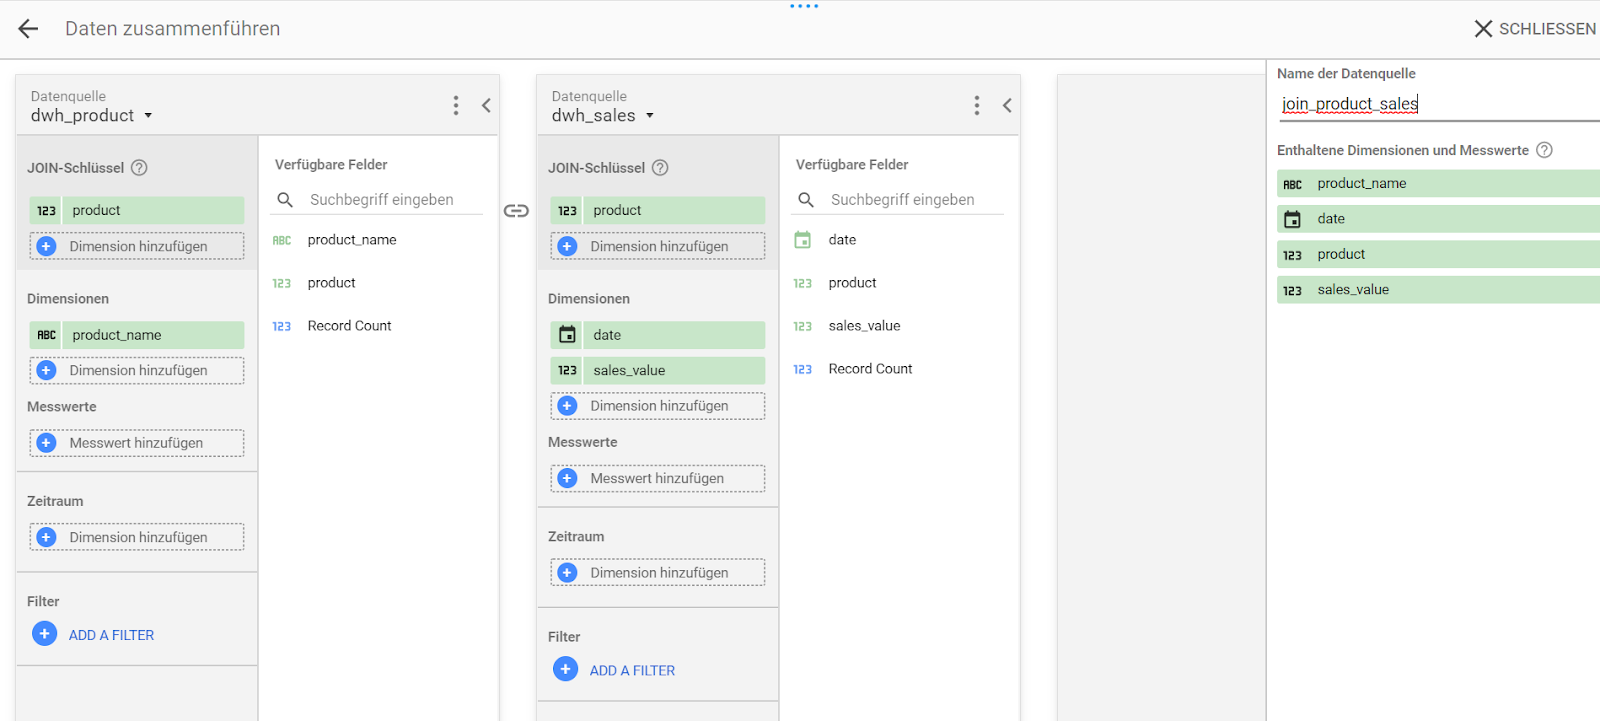 Daten zusammenführen
SCHLIESSEN
Datenquelle
dwh_product
JOIN-Schlüssel
123 product
Dimension hinzufügen
Dimensionen
ABC product_name
Dimension hinzufügen
Messwerte
Messwert hinzufügen
Zeitraum
Dimension hinzufügen
Filter
ADD A FILTER
Verfügbare Felder
Suchbegriff eingeben
ABC product_name
123 product
123 Record Count
Datenquelle
dwh_sales
JOIN-Schlüssel
123 product
Dimension hinzufügen
Dimensionen
date
123 sales_value
Dimension hinzufügen
Messwerte
Messwert hinzufügen
Zeitraum
Dimension hinzufügen
Filter
ADD A FILTER
Verfügbare Felder
Suchbegriff eingeben
date
123 product
123 sales_value
123 Record Count
Name der Datenquelle
join_product_sales
Enthaltene Dimensionen und Messwerte
ABC product_name
date
123 product
123 sales_value